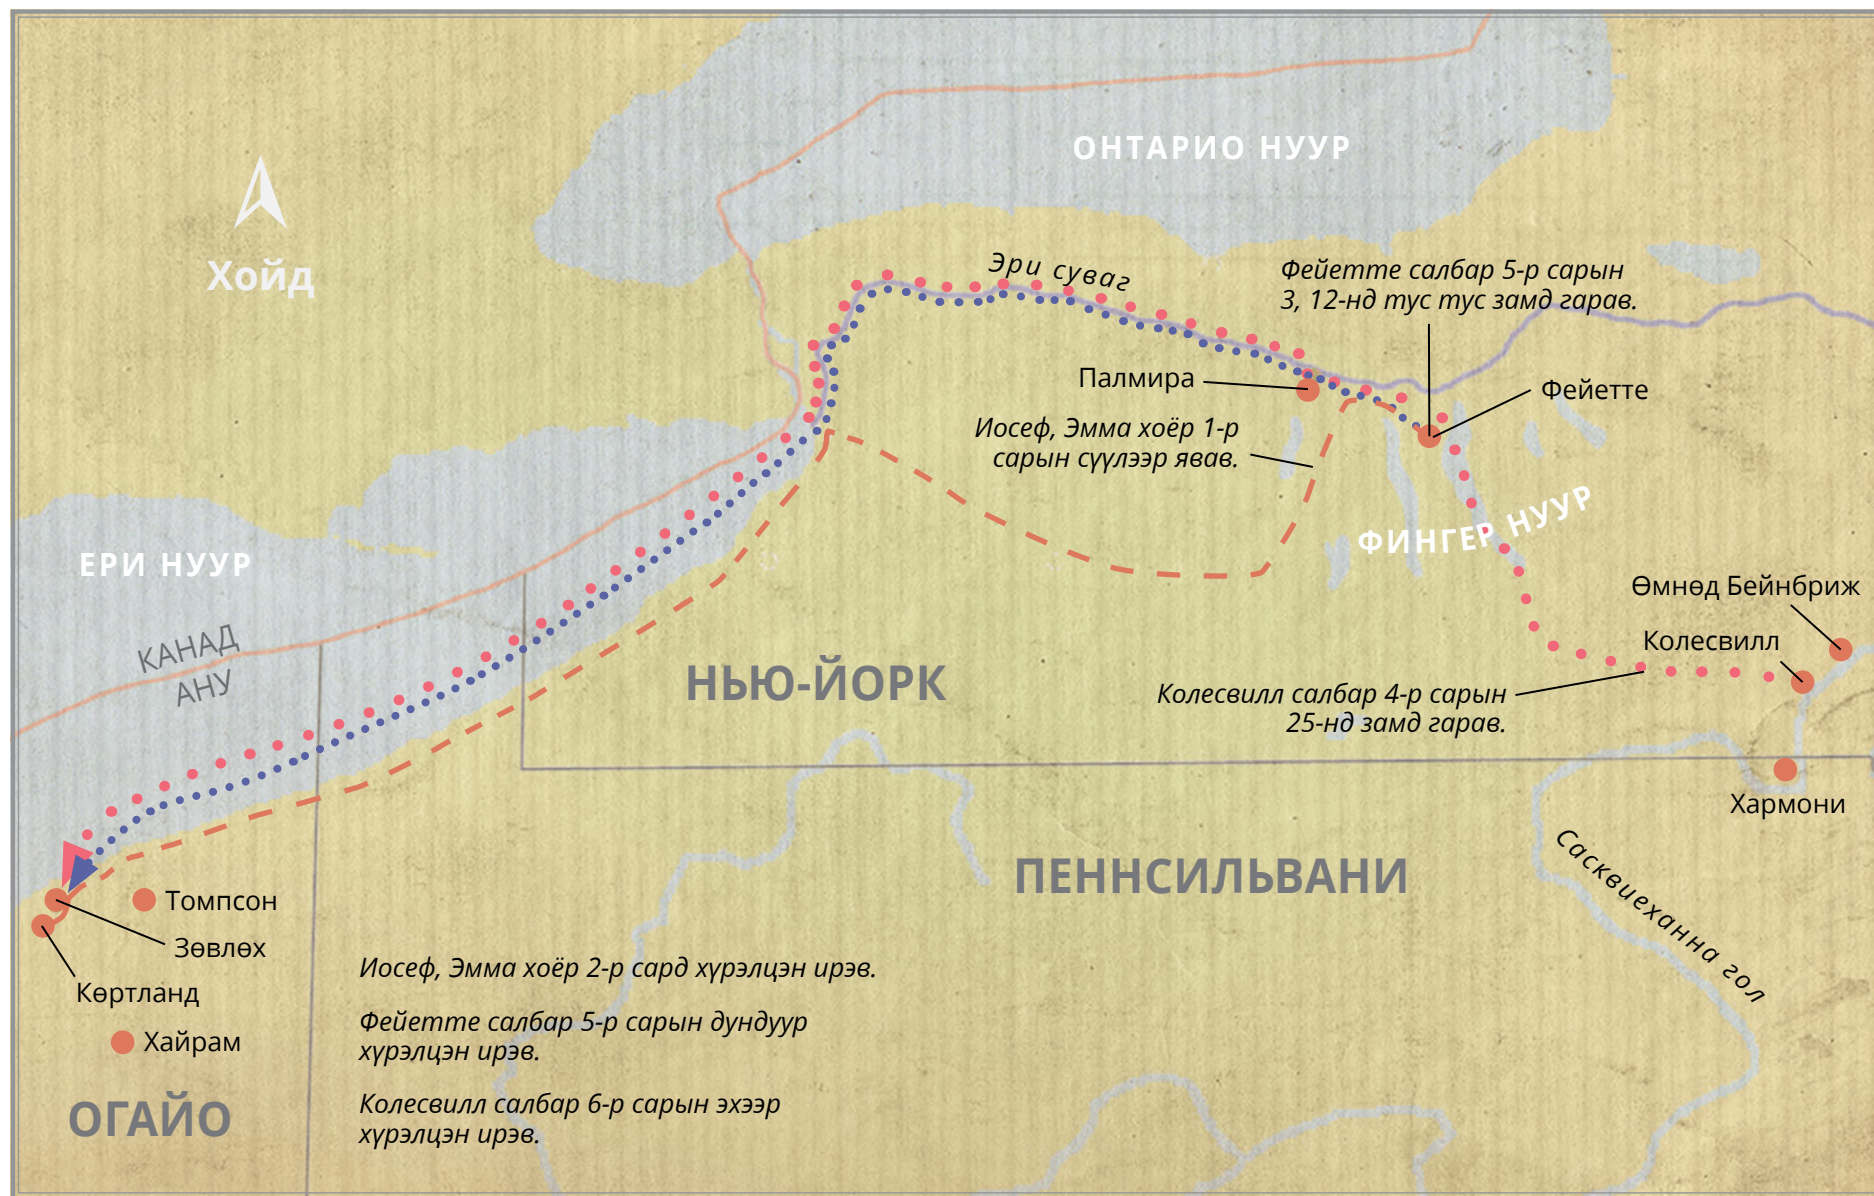 ОНТАРИО НУУР
Хойд
Эри суваг
Фейетте салбар 5-р сарын
3, 12-нд тус тус замд гарав.
Палмира
Фейетте
Иосеф, Эмма хоёр 1-р
сарын сүүлээр явав.
ФИНГЕР НУУР
ЕРИ НУУР
КАНАД
АНУ
Өмнөд Бейнбриж
Колесвилл
НЬЮ-ЙОРК
Колесвилл салбар 4-р сарын
25-нд замд гарав.
Хармони
ПЕННСИЛЬВАНИ
Сасквиеханна гол
Томпсон
Зөвлөх
Көртланд
Хайрам
ОГАЙО
Иосеф, Эмма хоёр 2-р сард хүрэлцэн ирэв.
Фейетте салбар 5-р сарын дундуур
хүрэлцэн ирэв.
Колесвилл салбар 6-р сарын эхээр
хүрэлцэн ирэв.